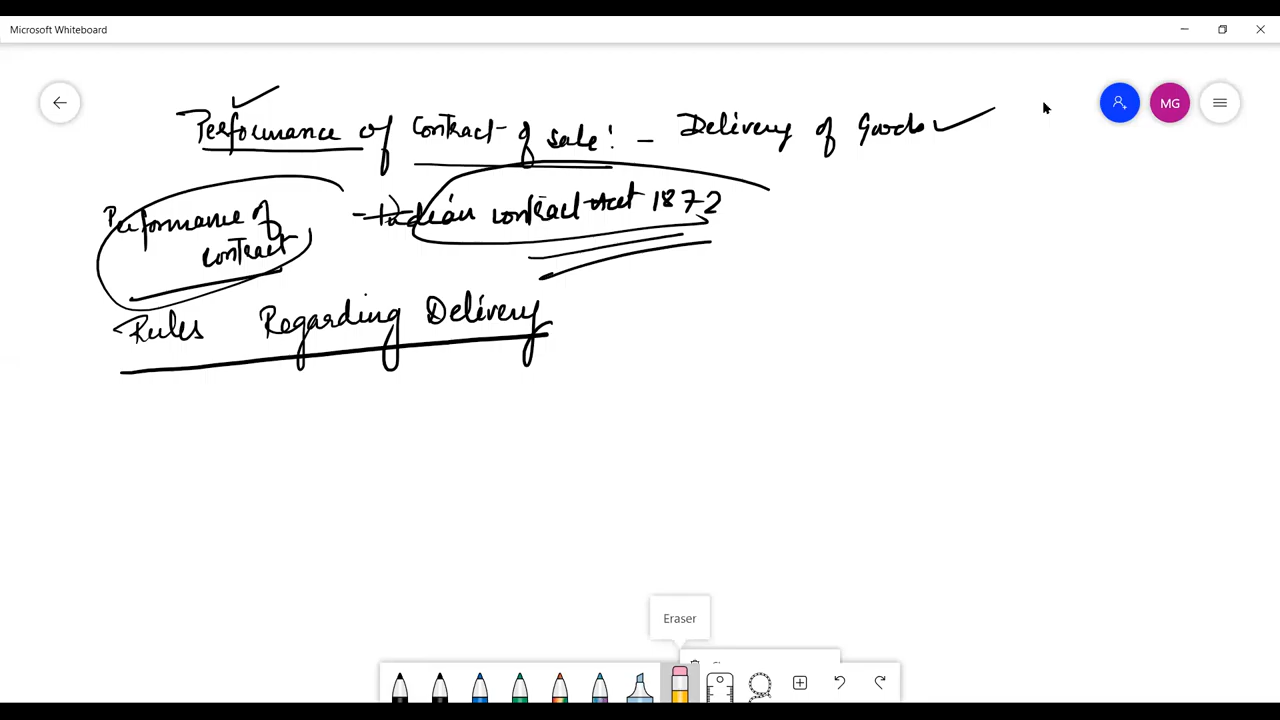 Microsoft Whiteboard
MG
Performance of contract of sale :- Delivery of Goods
Performance of - Indian contract Act 1872
contract
Rules Regarding Delivery
Eraser